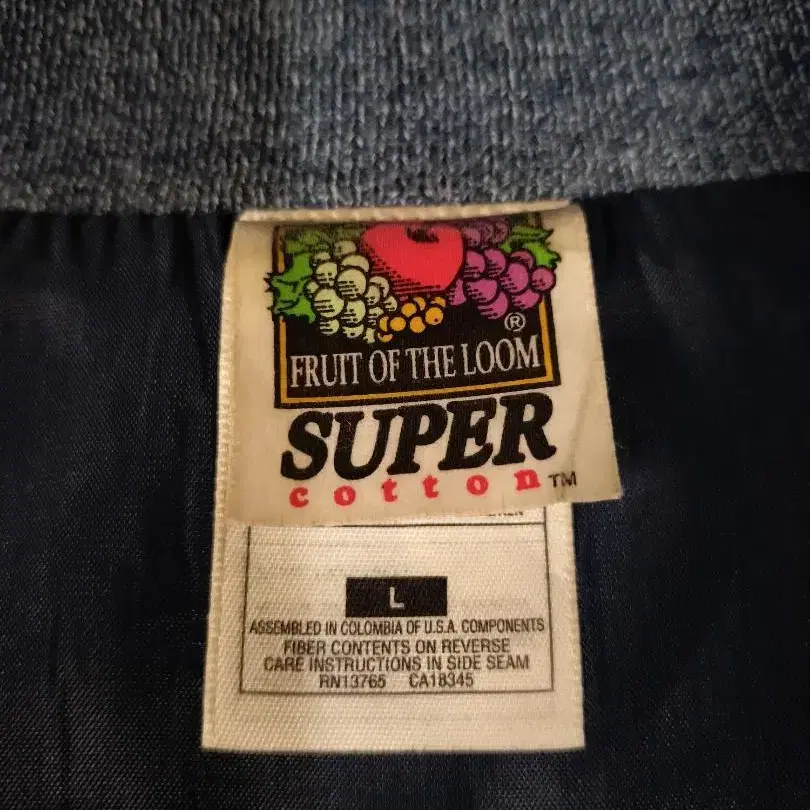 ®
FRUIT OF THE LOOM
SUPER
cotton™
L
ASSEMBLED IN COLOMBIA OF U.S.A. COMPONENTS
FIBER CONTENTS ON REVERSE
CARE INSTRUCTIONS IN SIDE SEAM
RN13765 CA18345